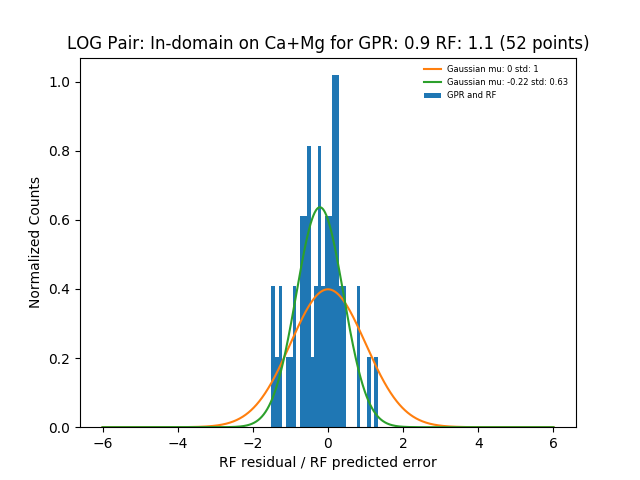 LOG Pair: In-domain on Ca+Mg for GPR: 0.9 RF: 1.1 (52 points)
Gaussian mu: 0 std: 1
Gaussian mu: -0.22 std: 0.63
GPR and RF
Normalized Counts
1.0
0.8
0.6
0.4
0.2
0.0
−6 −4 −2 0 2 4 6
RF residual / RF predicted error